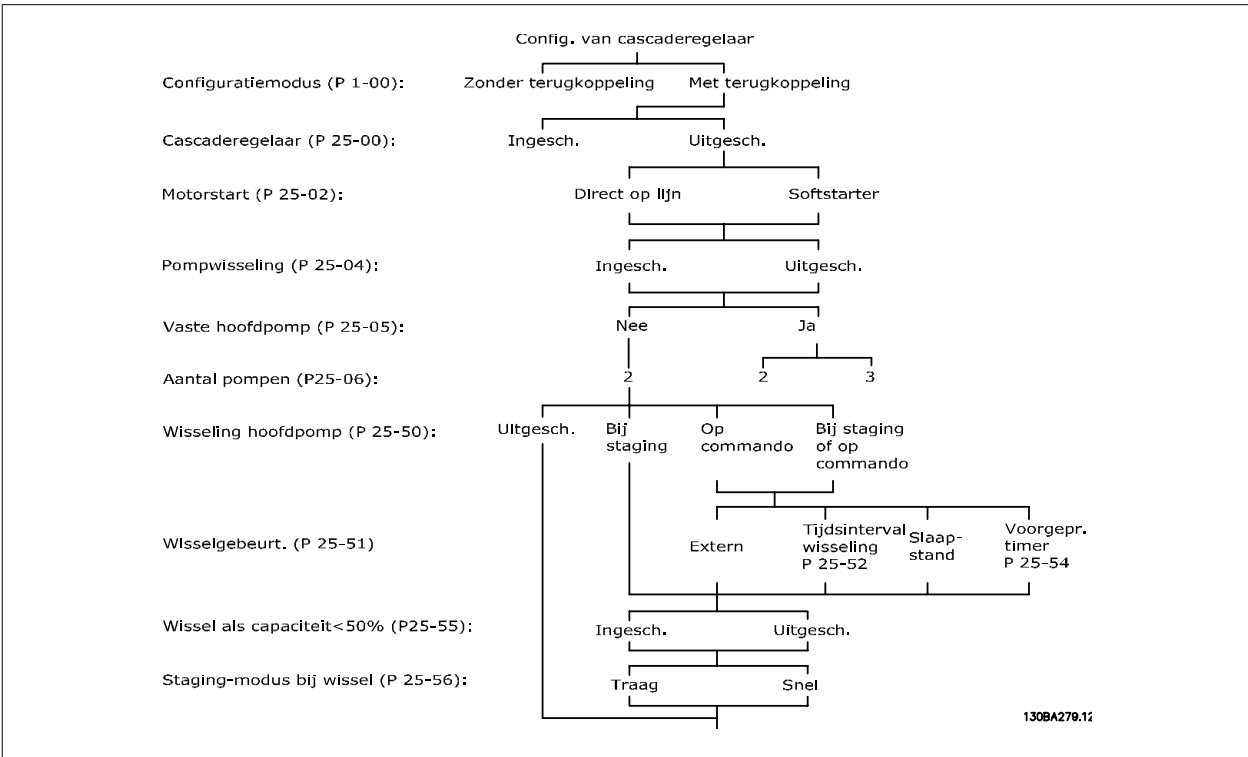 Config. van cascaderegelaar
Configuratiemodus (P 1-00): Zonder terugkoppeling Met terugkoppeling
Cascaderegelaar (P 25-00): Ingesch. Uitgesch.
Motorstart (P 25-02): Direct op lijn Softstarter
Pompwisseling (P 25-04): Ingesch. Uitgesch.
Vaste hoofdpomp (P 25-05): Nee Ja
Aantal pompen (P25-06): 2 2 3
Wisseling hoofdpomp (P 25-50): Uitgesch. Bij staging Op commando Bij staging of op commando
Wisselgebeurt. (P 25-51) Extern Tijdsinterval wisseling P 25-52 Slaap-stand Voorgepr. timer P 25-54
Wissel als capaciteit<50% (P25-55): Ingesch. Uitgesch.
Staging-modus bij wissel (P 25-56): Traag Snel
130BA279.12